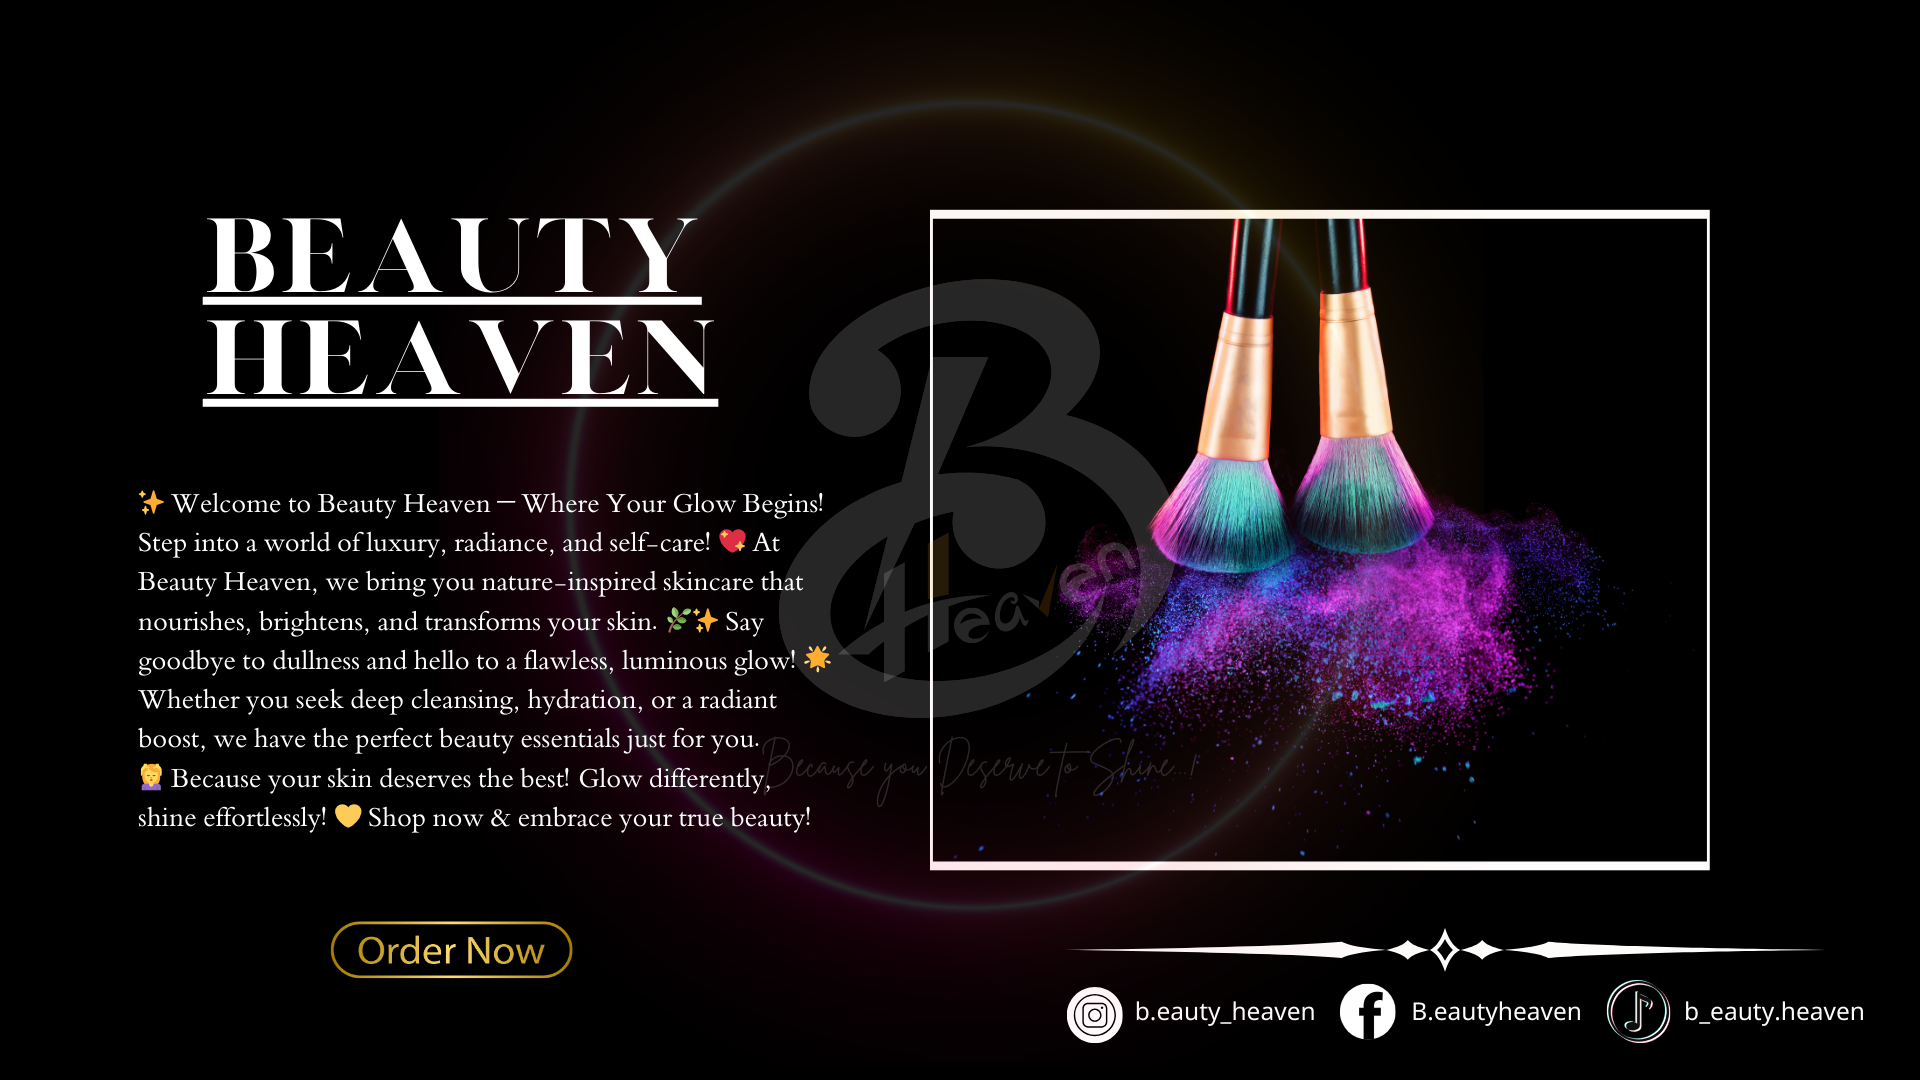 BEAUTY
HEAVEN
✨ Welcome to Beauty Heaven – Where Your Glow Begins!
Step into a world of luxury, radiance, and self-care! 💖 At
Beauty Heaven, we bring you nature-inspired skincare that
nourishes, brightens, and transforms your skin. 🌿✨ Say
goodbye to dullness and hello to a flawless, luminous glow! 🌟
Whether you seek deep cleansing, hydration, or a radiant
boost, we have the perfect beauty essentials just for you.
💆 Because your skin deserves the best! Glow differently,
shine effortlessly! 💛 Shop now & embrace your true beauty!
B
Heaven
Because you Deserve To Shine..!
Order Now
b.eauty_heaven
B.eautyheaven
b_eauty.heaven